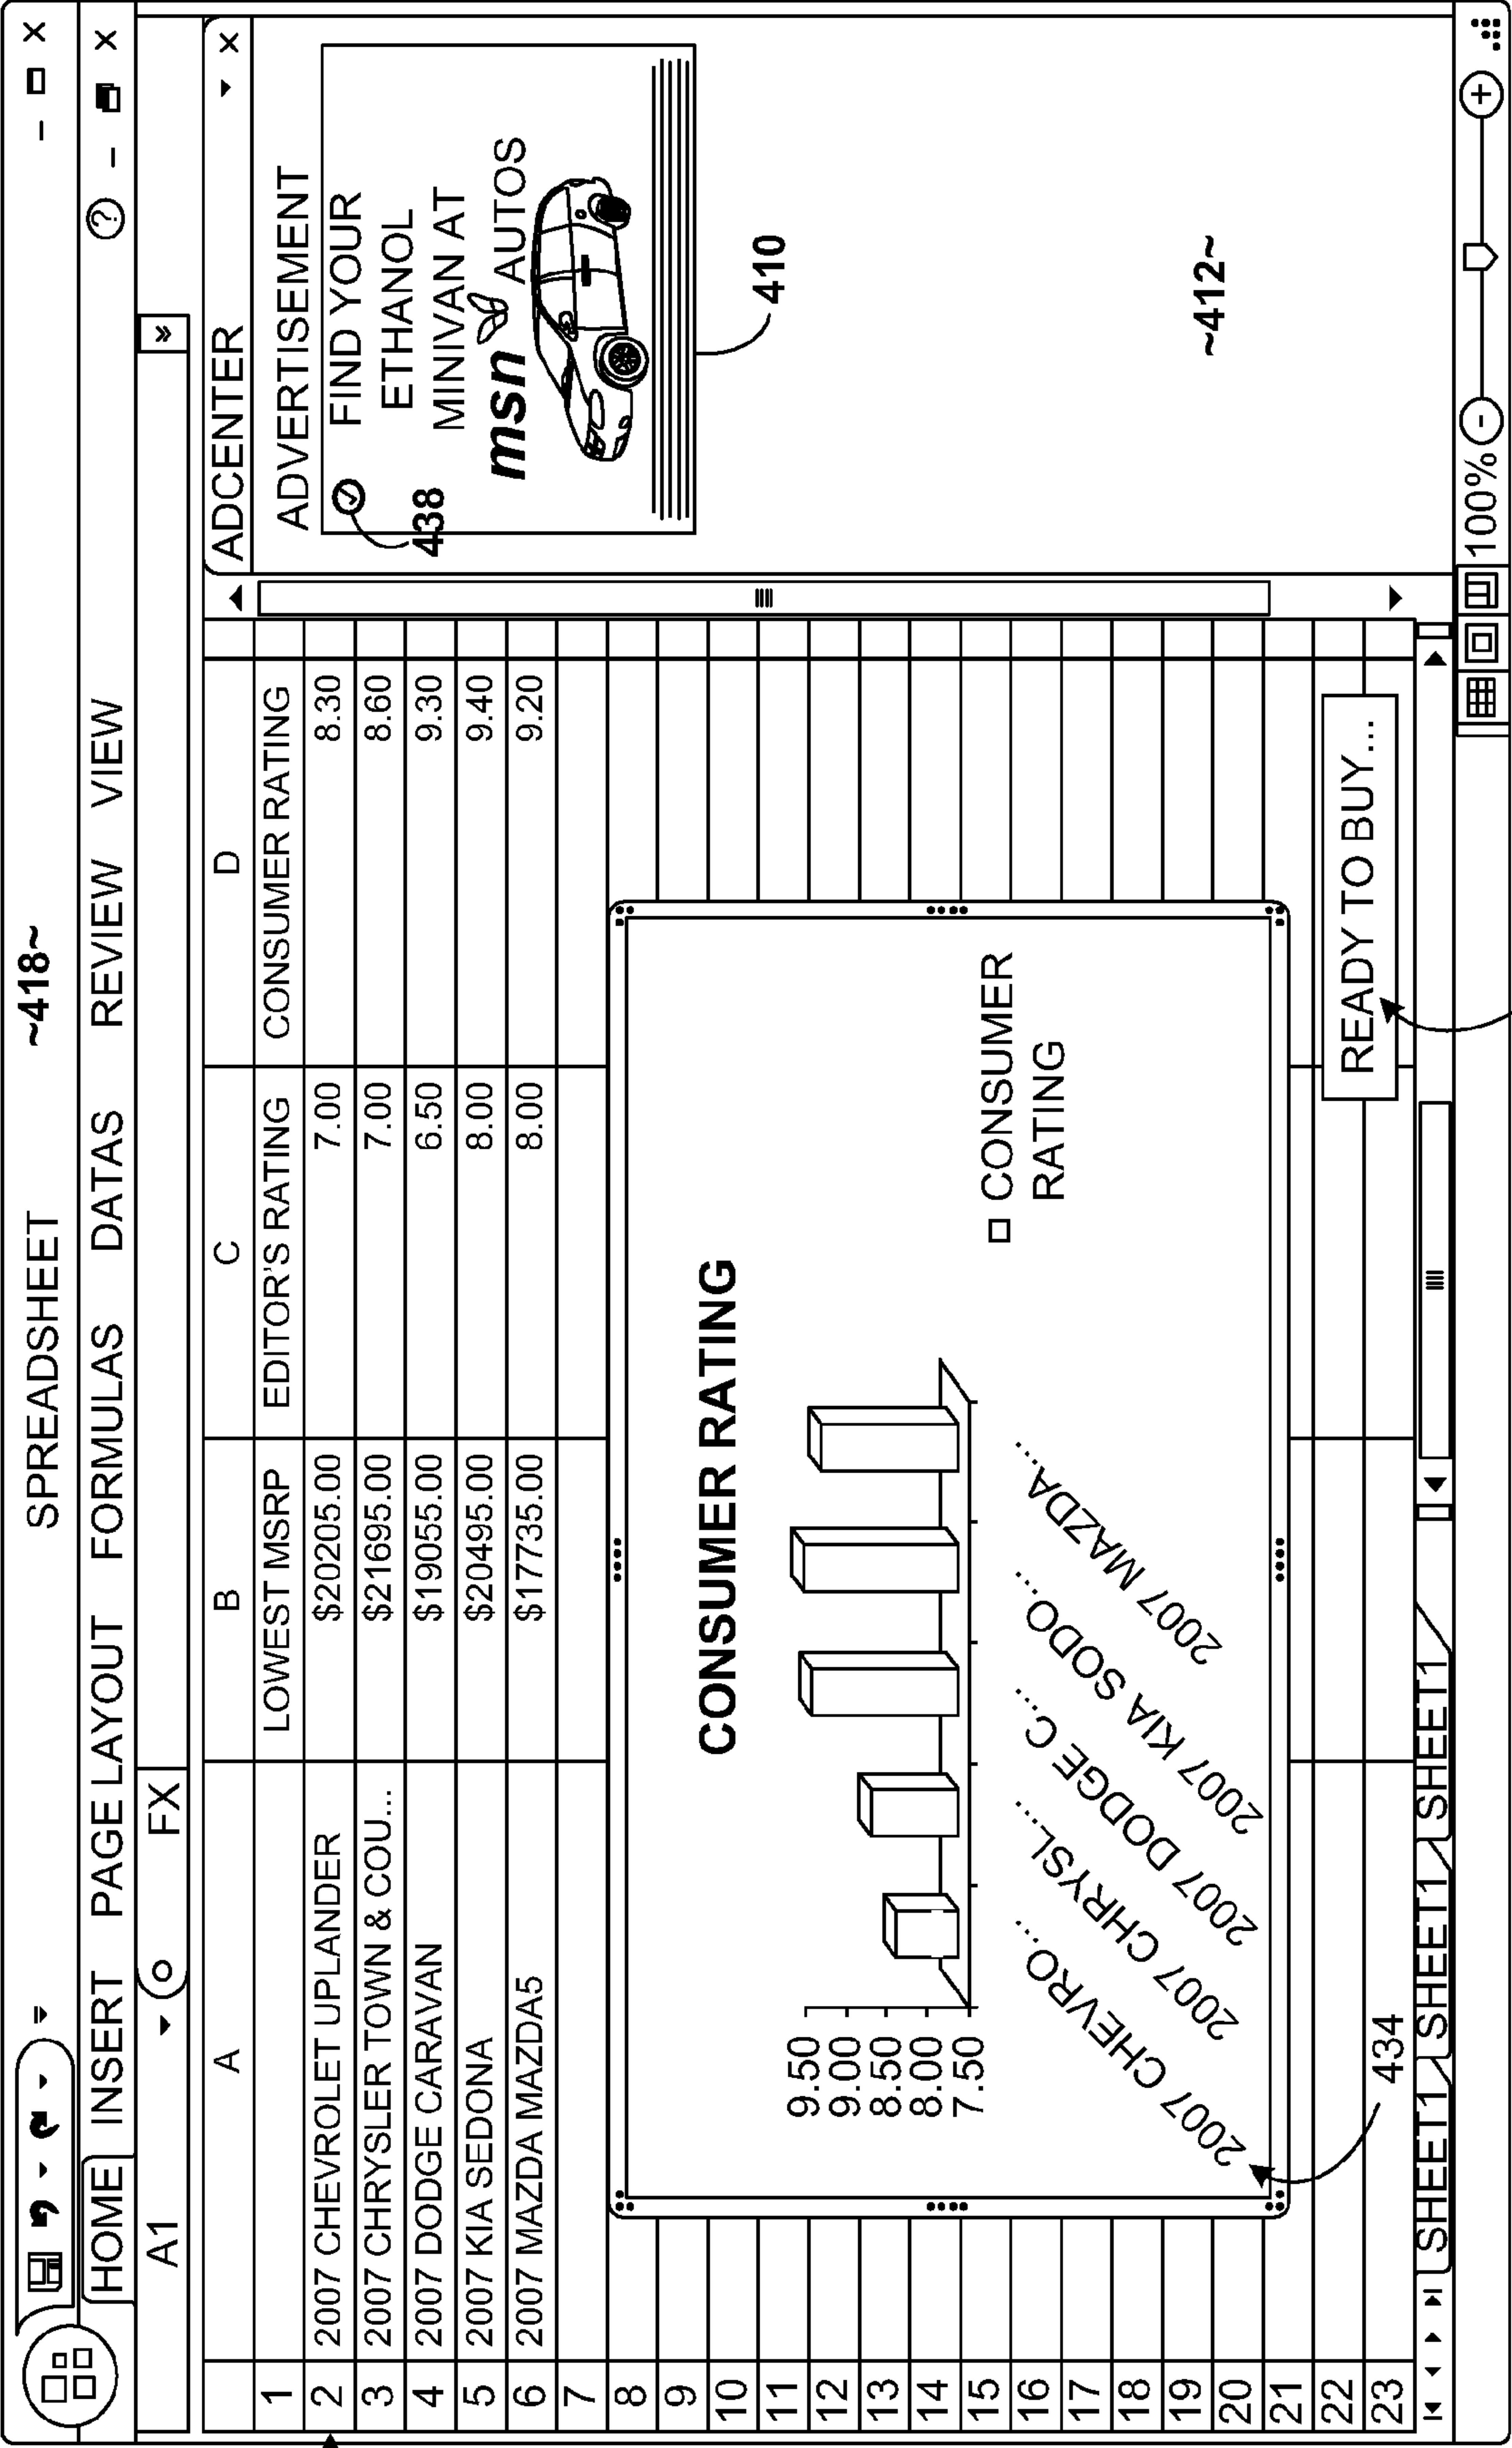 SPREADSHEET ~418~
HOME INSERT PAGE LAYOUT FORMULAS DATAS REVIEW VIEW
A1 FX
A B C D
1 LOWEST MSRP EDITOR'S RATING CONSUMER RATING
2 2007 CHEVROLET UPLANDER $20205.00 7.00 8.30
3 2007 CHRYSLER TOWN & COU... $21695.00 7.00 8.60
4 2007 DODGE CARAVAN $19055.00 6.50 9.30
5 2007 KIA SEDONA $20495.00 8.00 9.40
6 2007 MAZDA MAZDA5 $17735.00 8.00 9.20
7
8
9
10
11
12
13
14
15
16
17
18
19
20
21
22
23
CONSUMER RATING
9.50
9.00
8.50
8.00
7.50
2007 CHEVRO...
2007 CHRYSL...
2007 DODGE C...
2007 KIA SODO...
2007 MAZDA...
CONSUMER
RATING
434
READY TO BUY...
ADCENTER
ADVERTISEMENT
FIND YOUR
ETHANOL
MINIVAN AT
msn AUTOS
438
410
~412~
SHEET1 SHEET1 SHEET1
100%